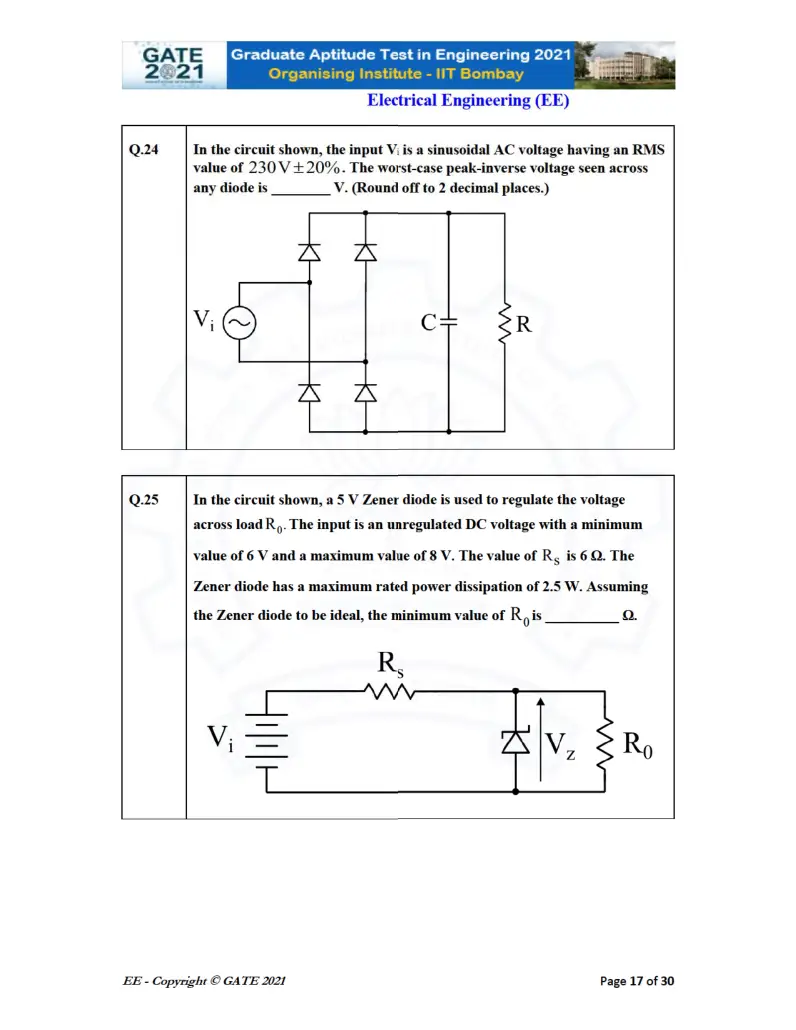 GATE
2021
Graduate Aptitude Test in Engineering 2021
Organising Institute - IIT Bombay
Electrical Engineering (EE)
Q.24
In the circuit shown, the input Vi is a sinusoidal AC voltage having an RMS
value of 230 V ± 20%. The worst-case peak-inverse voltage seen across
any diode is ________ V. (Round off to 2 decimal places.)
Vi
C
R
Q.25
In the circuit shown, a 5 V Zener diode is used to regulate the voltage
across load R0. The input is an unregulated DC voltage with a minimum
value of 6 V and a maximum value of 8 V. The value of RS is 6 Ω. The
Zener diode has a maximum rated power dissipation of 2.5 W. Assuming
the Zener diode to be ideal, the minimum value of R0 is __________ Ω.
Rs
Vi
Vz
R0
EE - Copyright © GATE 2021
Page 17 of 30